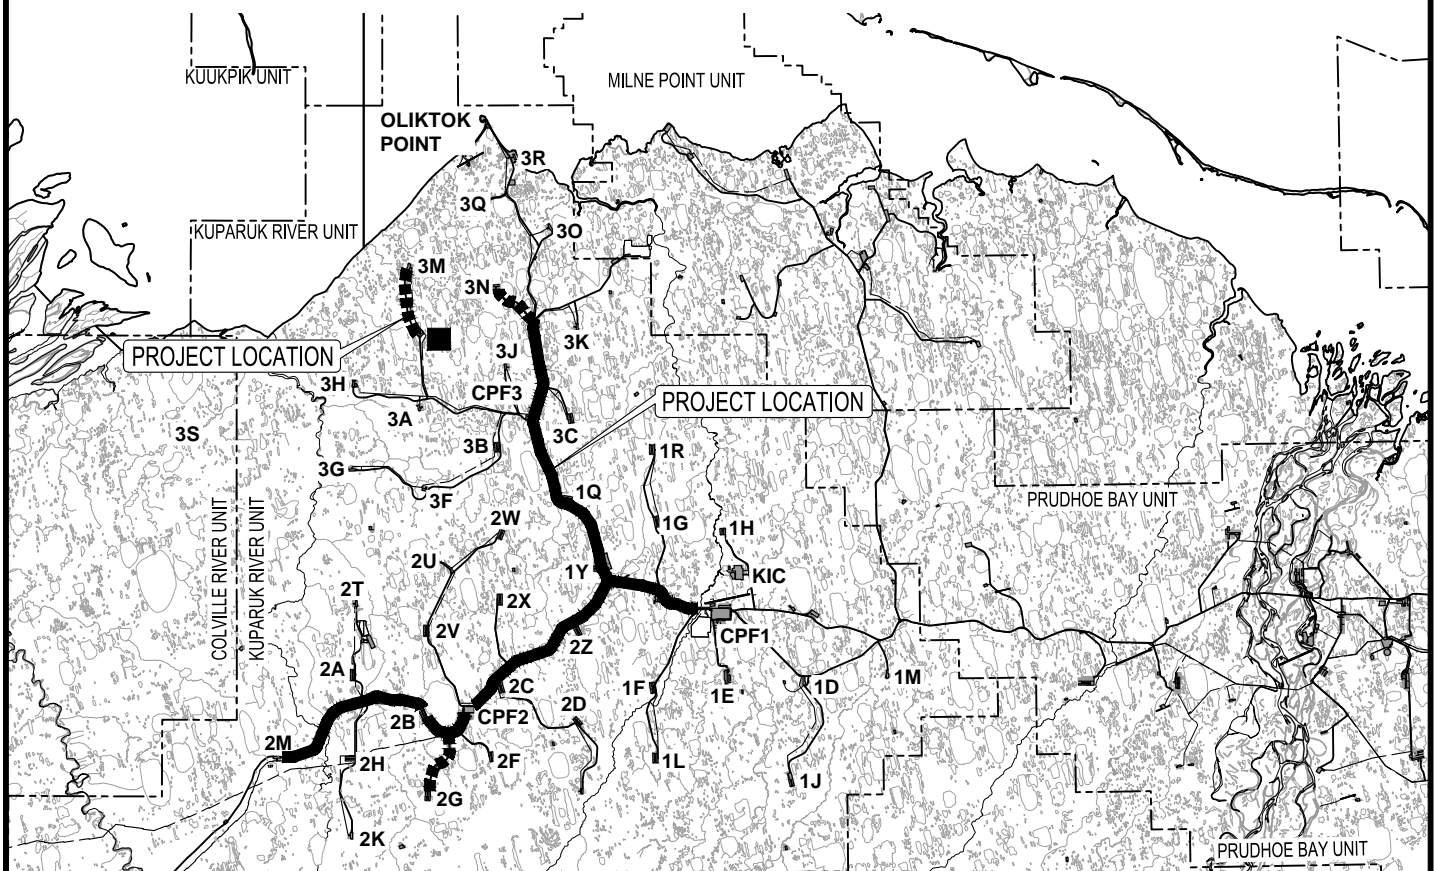 KUUKPIK UNIT
MILNE POINT UNIT
OLIKTOK
POINT
3R
3Q
KUPARUK RIVER UNIT
3O
3M
3N
3K
3J
PROJECT LOCATION
3H
CPF3
PROJECT LOCATION
3A
3C
3S
3B
1R
3G
3F
1Q
PRUDHOE BAY UNIT
2W
1G
1H
COLVILLE RIVER UNIT
KUPARUK RIVER UNIT
2U
1Y
KIC
2T
2X
2V
CPF1
2Z
2A
2C
1F
1E
1D
1M
2B
CPF2
2D
2M
2H
2F
1L
1J
2G
2K
PRUDHOE BAY UNIT